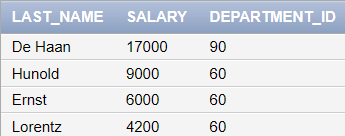 LAST_NAME SALARY DEPARTMENT_ID
De Haan 17000 90
Hunold 9000 60
Ernst 6000 60
Lorentz 4200 60